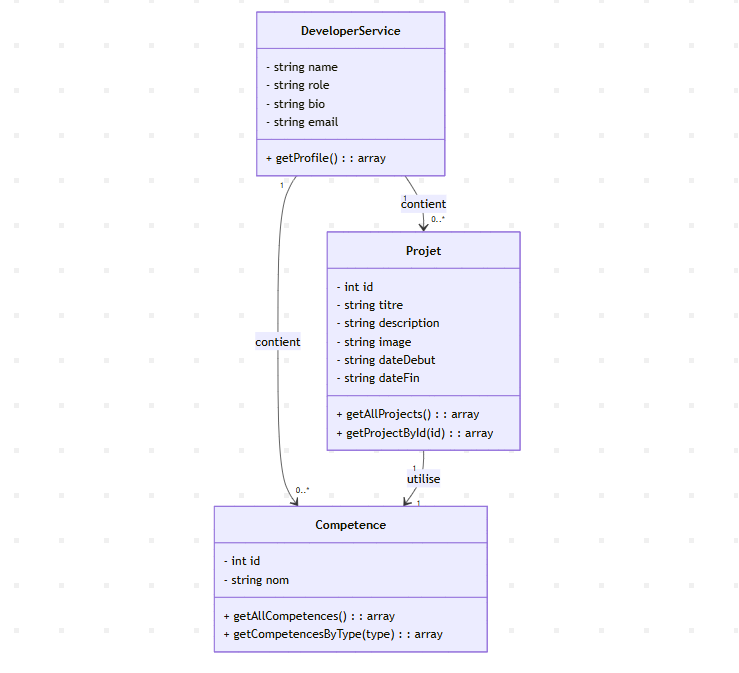 DeveloperService
- string name
- string role
- string bio
- string email
+ getProfile() : : array
1
1
contient
0..*
Projet
- int id
- string titre
- string description
- string image
- string dateDebut
- string dateFin
+ getAllProjects() : : array
+ getProjectById(id) : : array
contient
1
utilise
0..*
1
Competence
- int id
- string nom
+ getAllCompetences() : : array
+ getCompetencesByType(type) : : array